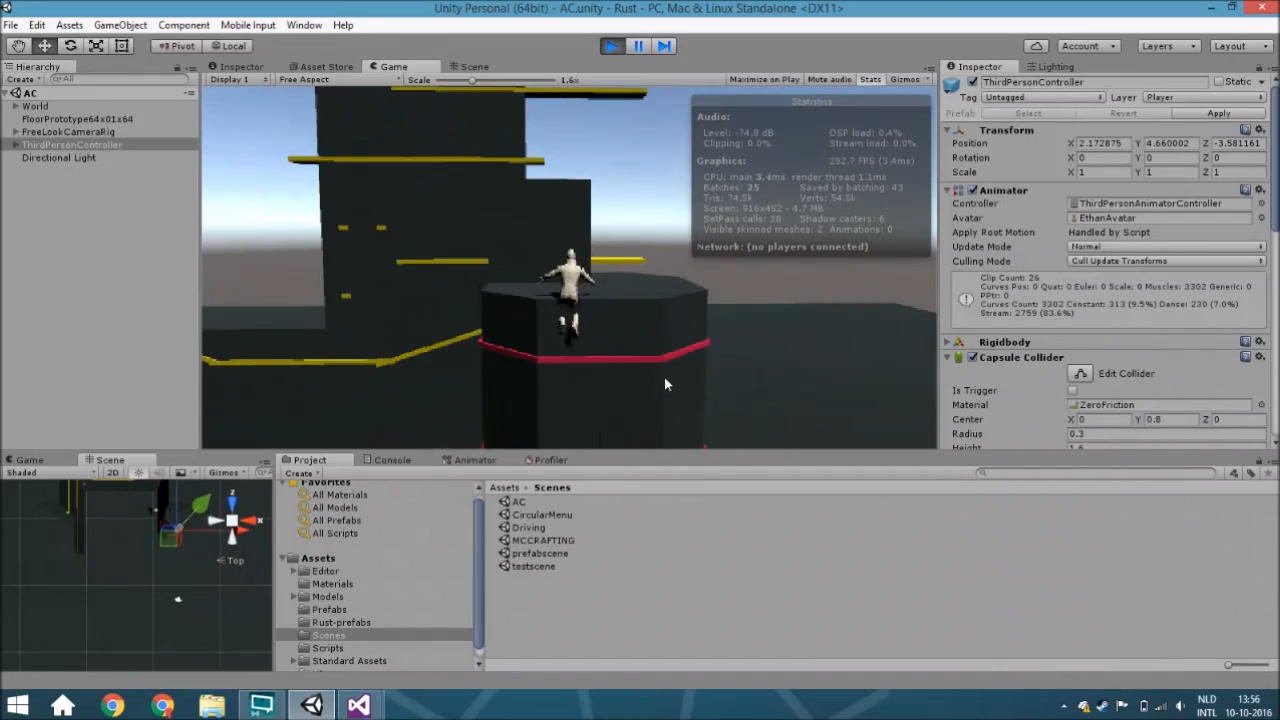 Unity Personal (64bit) - AC.unity - Rust - PC, Mac & Linux Standalone <DX11>
File Edit Assets GameObject Component Mobile Input Window Help
Pivot Local Account Layers Layout
Hierarchy Inspector Asset Store Game Scene Inspector Lighting
Create All Display 1 Free Aspect Scale 1.6x Maximize on Play Mute audio Stats Gizmos
AC
World
FloorPrototype64x01x64
FreeLookCameraRig
ThirdPersonController
Directional Light
Statistics
Audio:
Level: -74.8 dB DSP load: 0.4%
Clipping: 0.0% Stream load: 0.0%
Graphics: 292.7 FPS (3.4ms)
CPU: main 3.4ms render thread 1.1ms
Batches: 25 Saved by batching: 43
Tris: 74.5k Verts: 54.0k
Screen: 916x452 - 4.7 MB
SetPass calls: 20 Shadow casters: 6
Visible skinned meshes: 2 Animations: 0
Network: (no players connected)
ThirdPersonController Static
Tag Untagged Layer Player
Prefab Select Revert Apply
Transform
Position X 2.172875 Y 4.660002 Z -3.581161
Rotation X 0 Y 0 Z 0
Scale X 1 Y 1 Z 1
Animator
Controller ThirdPersonAnimatorController
Avatar EthanAvatar
Apply Root Motion Handled by Script
Update Mode Normal
Culling Mode Cull Update Transforms
Clip Count: 26
Curves Pos: 0 Quat: 0 Euler: 0 Scale: 0 Muscles: 3302 Generic: 0
PPtr: 0
Curves Count: 3302 Constant: 313 (9.5%) Dense: 230 (7.0%)
Stream: 2759 (83.6%)
Rigidbody
Capsule Collider
Edit Collider
Is Trigger
Material ZeroFriction
Center X 0 Y 0.8 Z 0
Radius 0.3
Height 1.6
Game Scene Project Console Animator Profiler
Shaded 2D Gizmos Create
Top
Favorites
All Materials
All Models
All Prefabs
All Scripts
Assets
Editor
Materials
Models
Prefabs
Rust-prefabs
Scenes
Scripts
Standard Assets
Assets Scenes
AC
CircularMenu
Driving
MCCRAFTING
prefabscene
testscene
NLD 13:56
INTL 10-10-2016